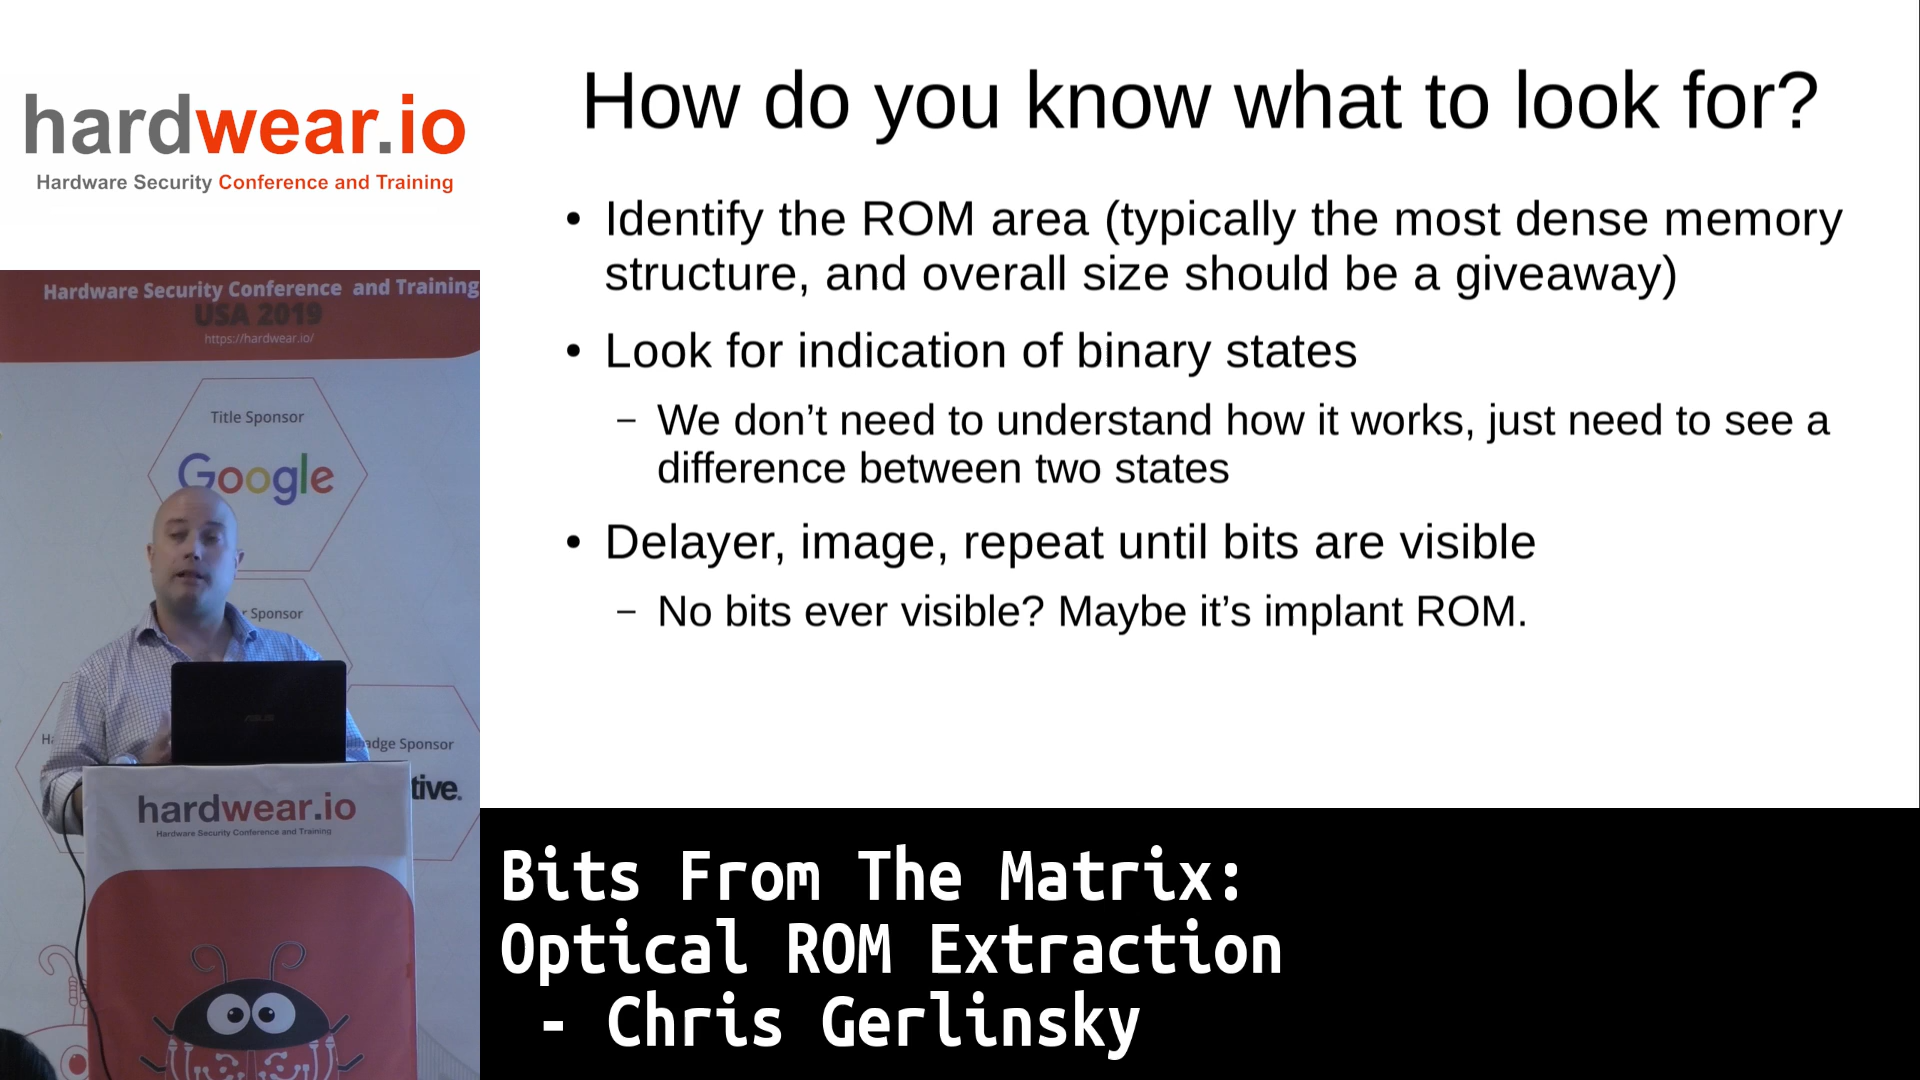 hardwear.io
Hardware Security Conference and Training
Hardware Security Conference and Training
USA 2019
https://hardwear.io/
Title Sponsor
Google
Sponsor
Sponsor
tive.
hardwear.io
Hardware Security Conference and Training
How do you know what to look for?
• Identify the ROM area (typically the most dense memory
structure, and overall size should be a giveaway)
• Look for indication of binary states
– We don’t need to understand how it works, just need to see a
difference between two states
• Delayer, image, repeat until bits are visible
– No bits ever visible? Maybe it’s implant ROM.
Bits From The Matrix:
Optical ROM Extraction
- Chris Gerlinsky